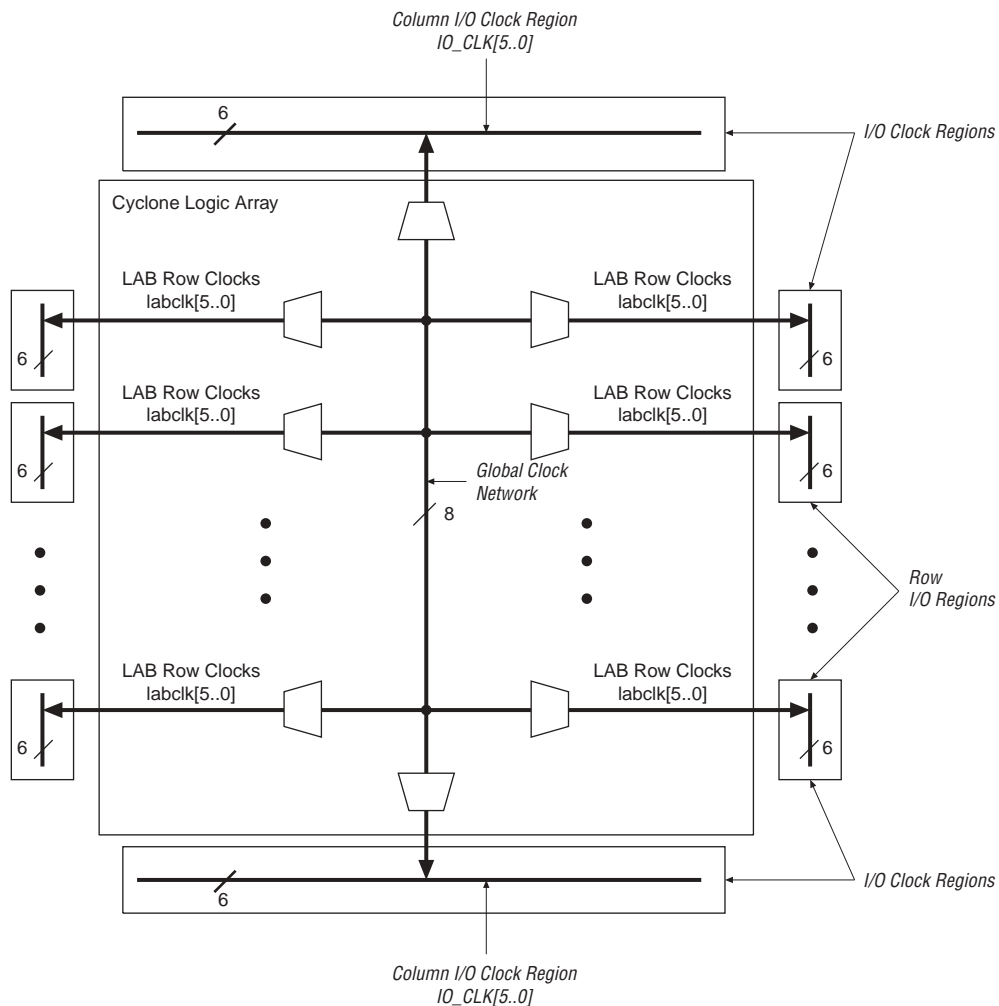 Column I/O Clock Region
IO_CLK[5..0]
6
I/O Clock Regions
Cyclone Logic Array
LAB Row Clocks
labclk[5..0]
LAB Row Clocks
labclk[5..0]
6
6
LAB Row Clocks
labclk[5..0]
LAB Row Clocks
labclk[5..0]
6
6
Global Clock
Network
8
Row
I/O Regions
LAB Row Clocks
labclk[5..0]
LAB Row Clocks
labclk[5..0]
6
6
6
I/O Clock Regions
Column I/O Clock Region
IO_CLK[5..0]